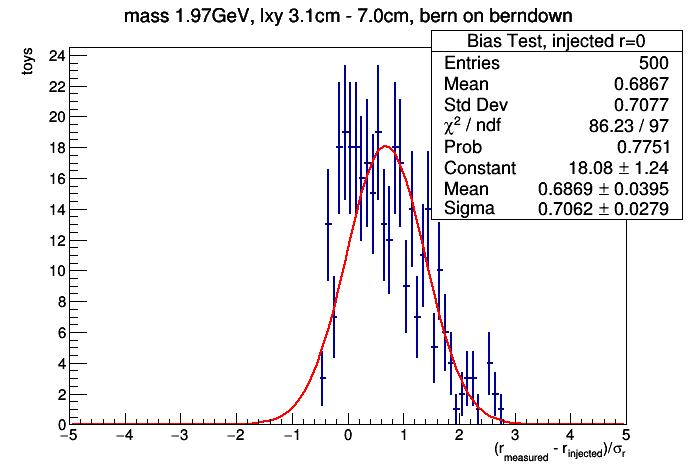 mass 1.97GeV, lxy 3.1cm - 7.0cm, bern on berndown
Bias Test, injected r=0
Entries 500
Mean 0.6867
Std Dev 0.7077
χ² / ndf 86.23 / 97
Prob 0.7751
Constant 18.08 ± 1.24
Mean 0.6869 ± 0.0395
Sigma 0.7062 ± 0.0279
toys
24
22
20
18
16
14
12
10
8
6
4
2
0
−5 −4 −3 −2 −1 0 1 2 3 4 5
(r_measured - r_injected)/σ_r